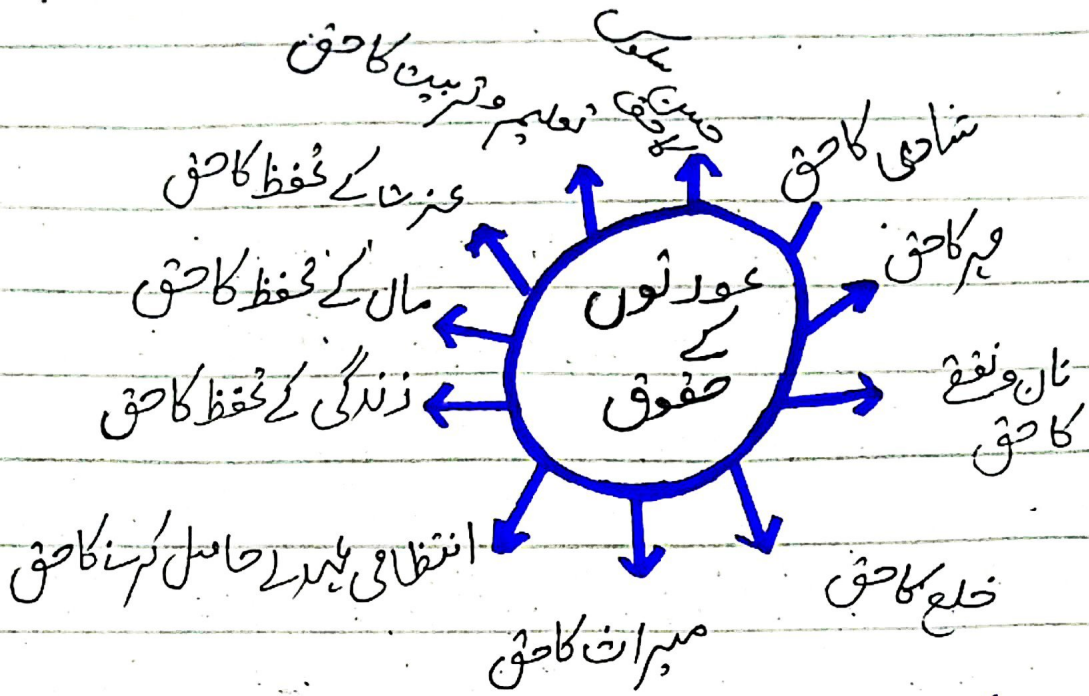 عورتوں
کے
حقوق
شادی کا حق
مہر کا حق
نان و نفقے
کا حق
خلع کا حق
میراث کا حق
انتظامی عہدے حاصل کرنے کا حق
زندگی کے تحفظ کا حق
مال کے تحفظ کا حق
عزت کے تحفظ کا حق
تعلیم و تربیت کا حق
حسن سلوک
کا حق